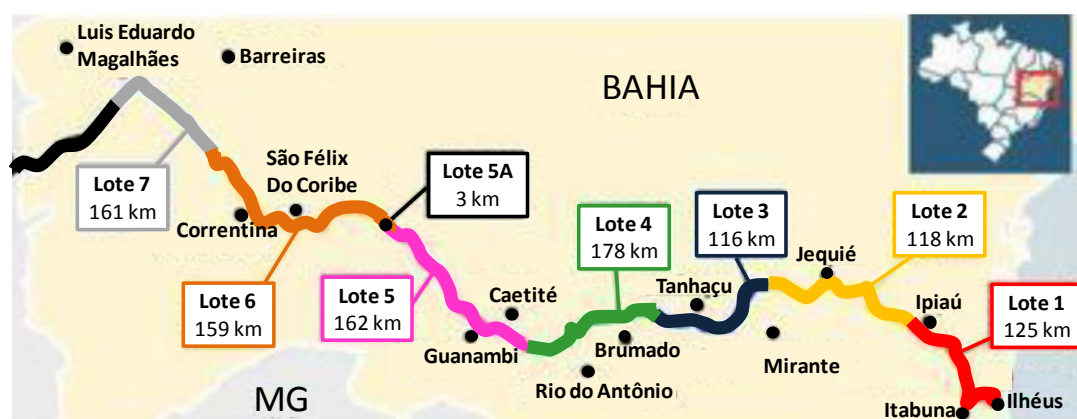 Luis Eduardo
Magalhães
Barreiras
BAHIA
Lote 7
161 km
São Félix
Do Coribe
Lote 5A
3 km
Correntina
Lote 4
178 km
Lote 3
116 km
Lote 2
118 km
Jequié
Tanhaçu
Lote 6
159 km
Lote 5
162 km
Caetité
Ipiaú
Lote 1
125 km
Guanambi
Brumado
Mirante
Rio do Antônio
MG
Itabuna
Ilhéus